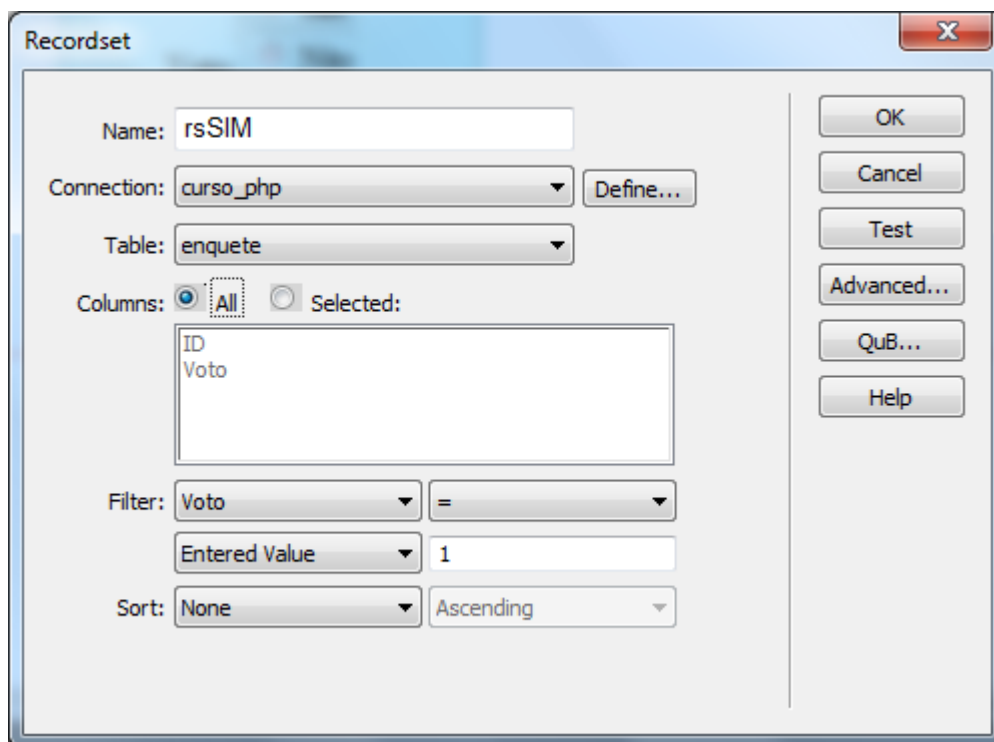 Recordset
Name: rsSIM
Connection: curso_php Define...
Table: enquete
Columns: All Selected:
ID
Voto
Filter: Voto =
Entered Value 1
Sort: None Ascending
OK
Cancel
Test
Advanced...
QuB...
Help